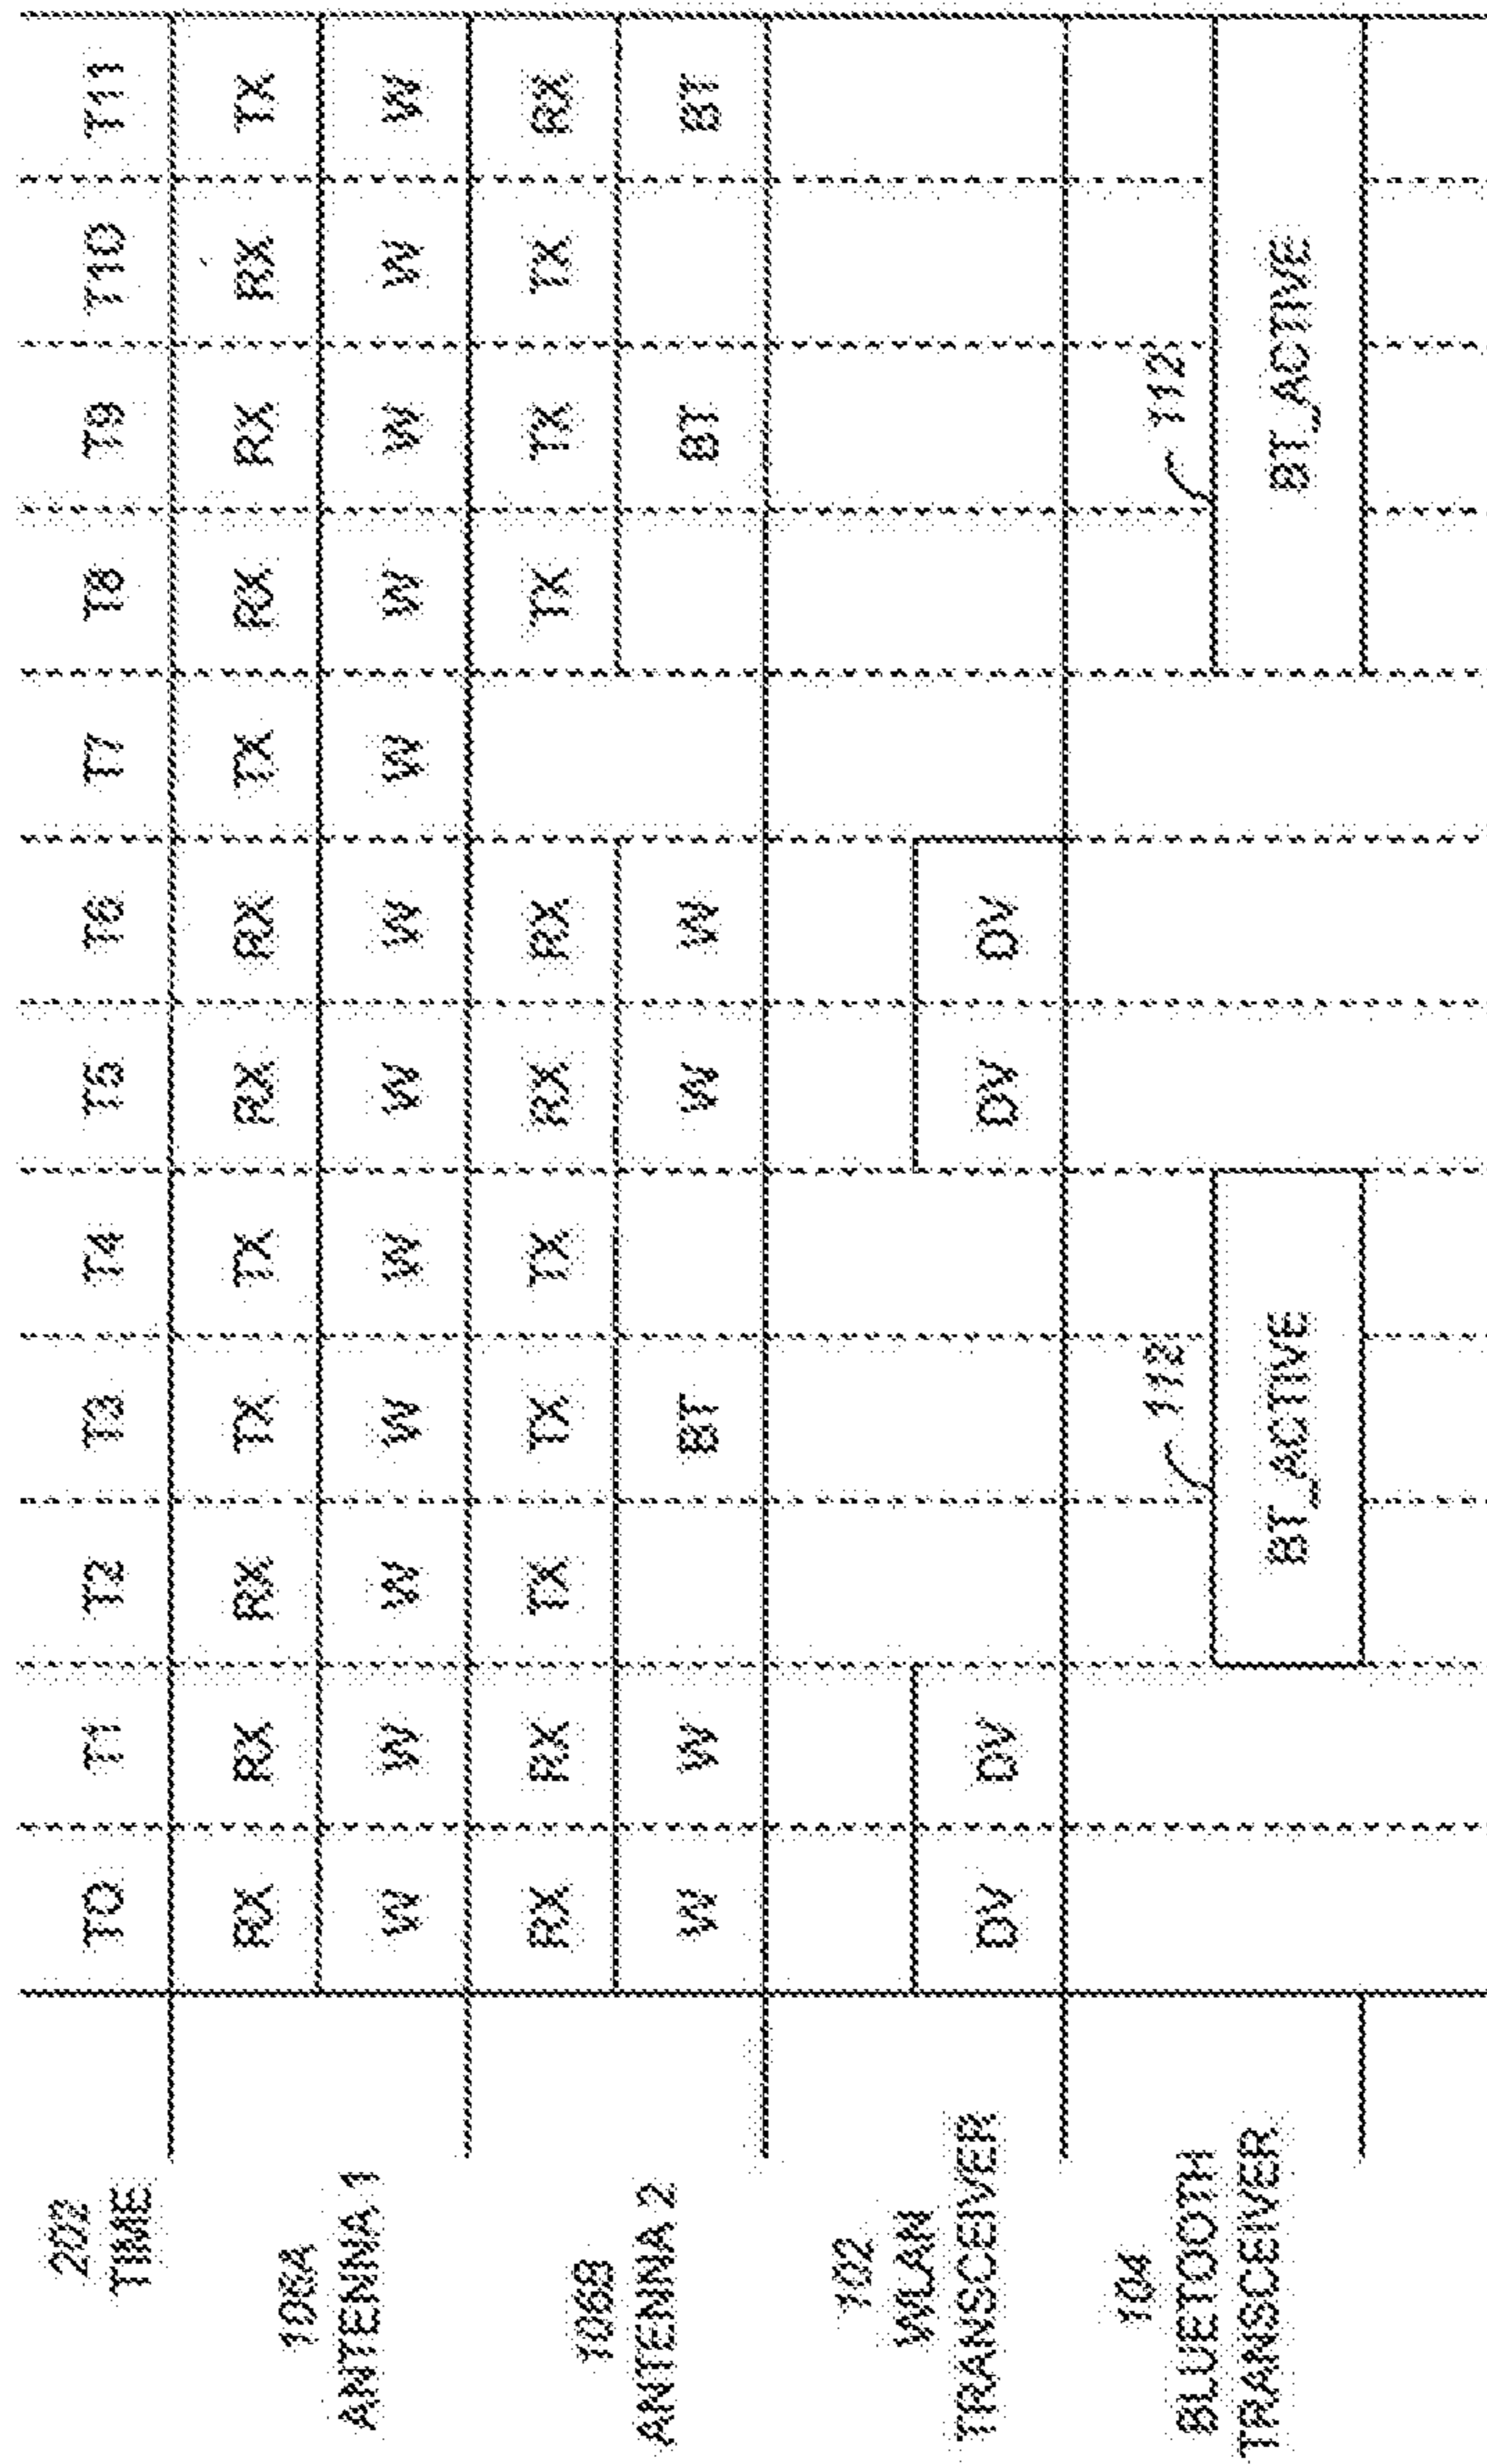 202
TIME T0 T1 T2 T3 T4 T5 T6 T7 T8 T9 T10 T11
106A
ANTENNA 1
RX RX RX TX TX RX RX TX RX RX RX TX
W W W W W W W W W W W W
106B
ANTENNA 2
RX RX TX TX TX RX RX TX TX TX RX
W W BT W W BT BT
102
WLAN
TRANSCEIVER
DV DV DV DV
104
BLUETOOTH
TRANSCEIVER
112 112
BT_ACTIVE BT_ACTIVE